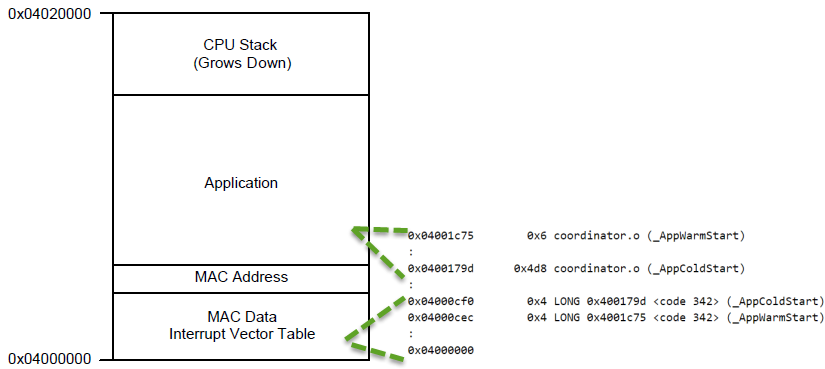 0x04020000
CPU Stack
(Grows Down)
Application
MAC Address
MAC Data
Interrupt Vector Table
0x04000000
0x04001c75 0x6 coordinator.o (_AppWarmStart)
:
0x0400179d 0x4d8 coordinator.o (_AppColdStart)
:
0x04000cf0 0x4 LONG 0x400179d <code 342> (_AppColdStart)
0x04000cec 0x4 LONG 0x4001c75 <code 342> (_AppWarmStart)
:
0x04000000